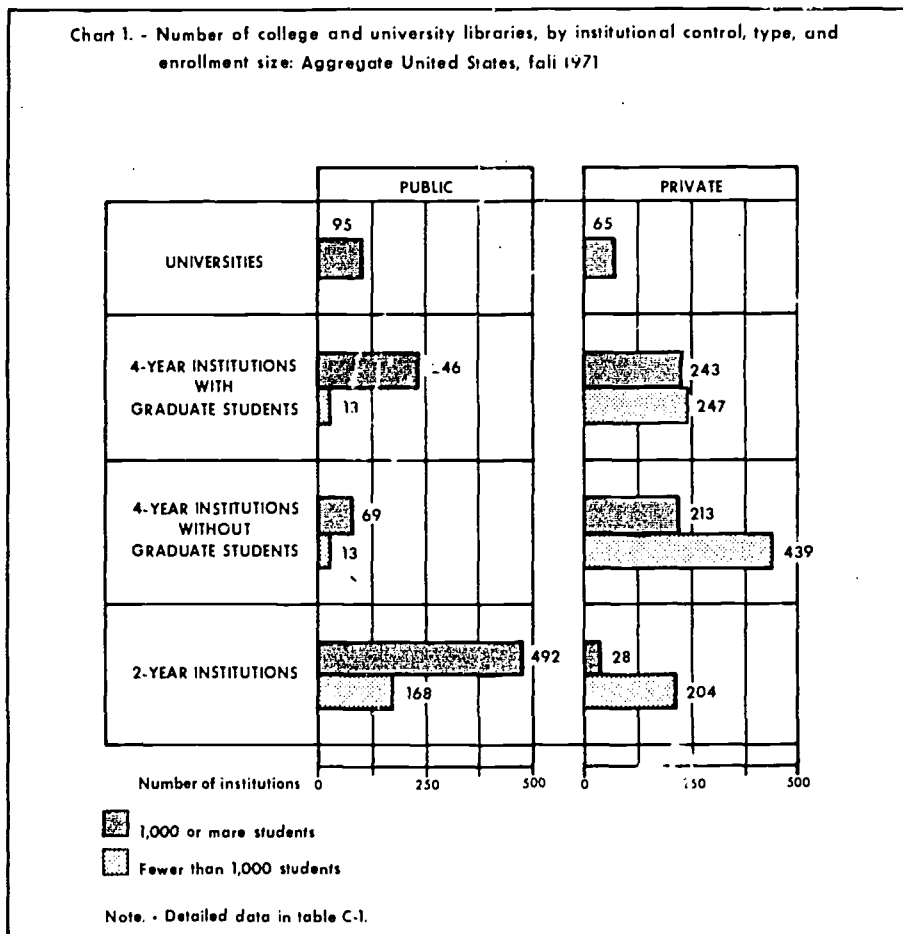 Chart 1. - Number of college and university libraries, by institutional control, type, and
enrollment size: Aggregate United States, fall 1971
PUBLIC
PRIVATE
UNIVERSITIES
95
65
4-YEAR INSTITUTIONS
WITH
GRADUATE STUDENTS
46
13
243
247
4-YEAR INSTITUTIONS
WITHOUT
GRADUATE STUDENTS
69
13
213
439
2-YEAR INSTITUTIONS
492
168
28
204
Number of institutions
0 250 500
0 250 500
1,000 or more students
Fewer than 1,000 students
Note. - Detailed data in table C-1.